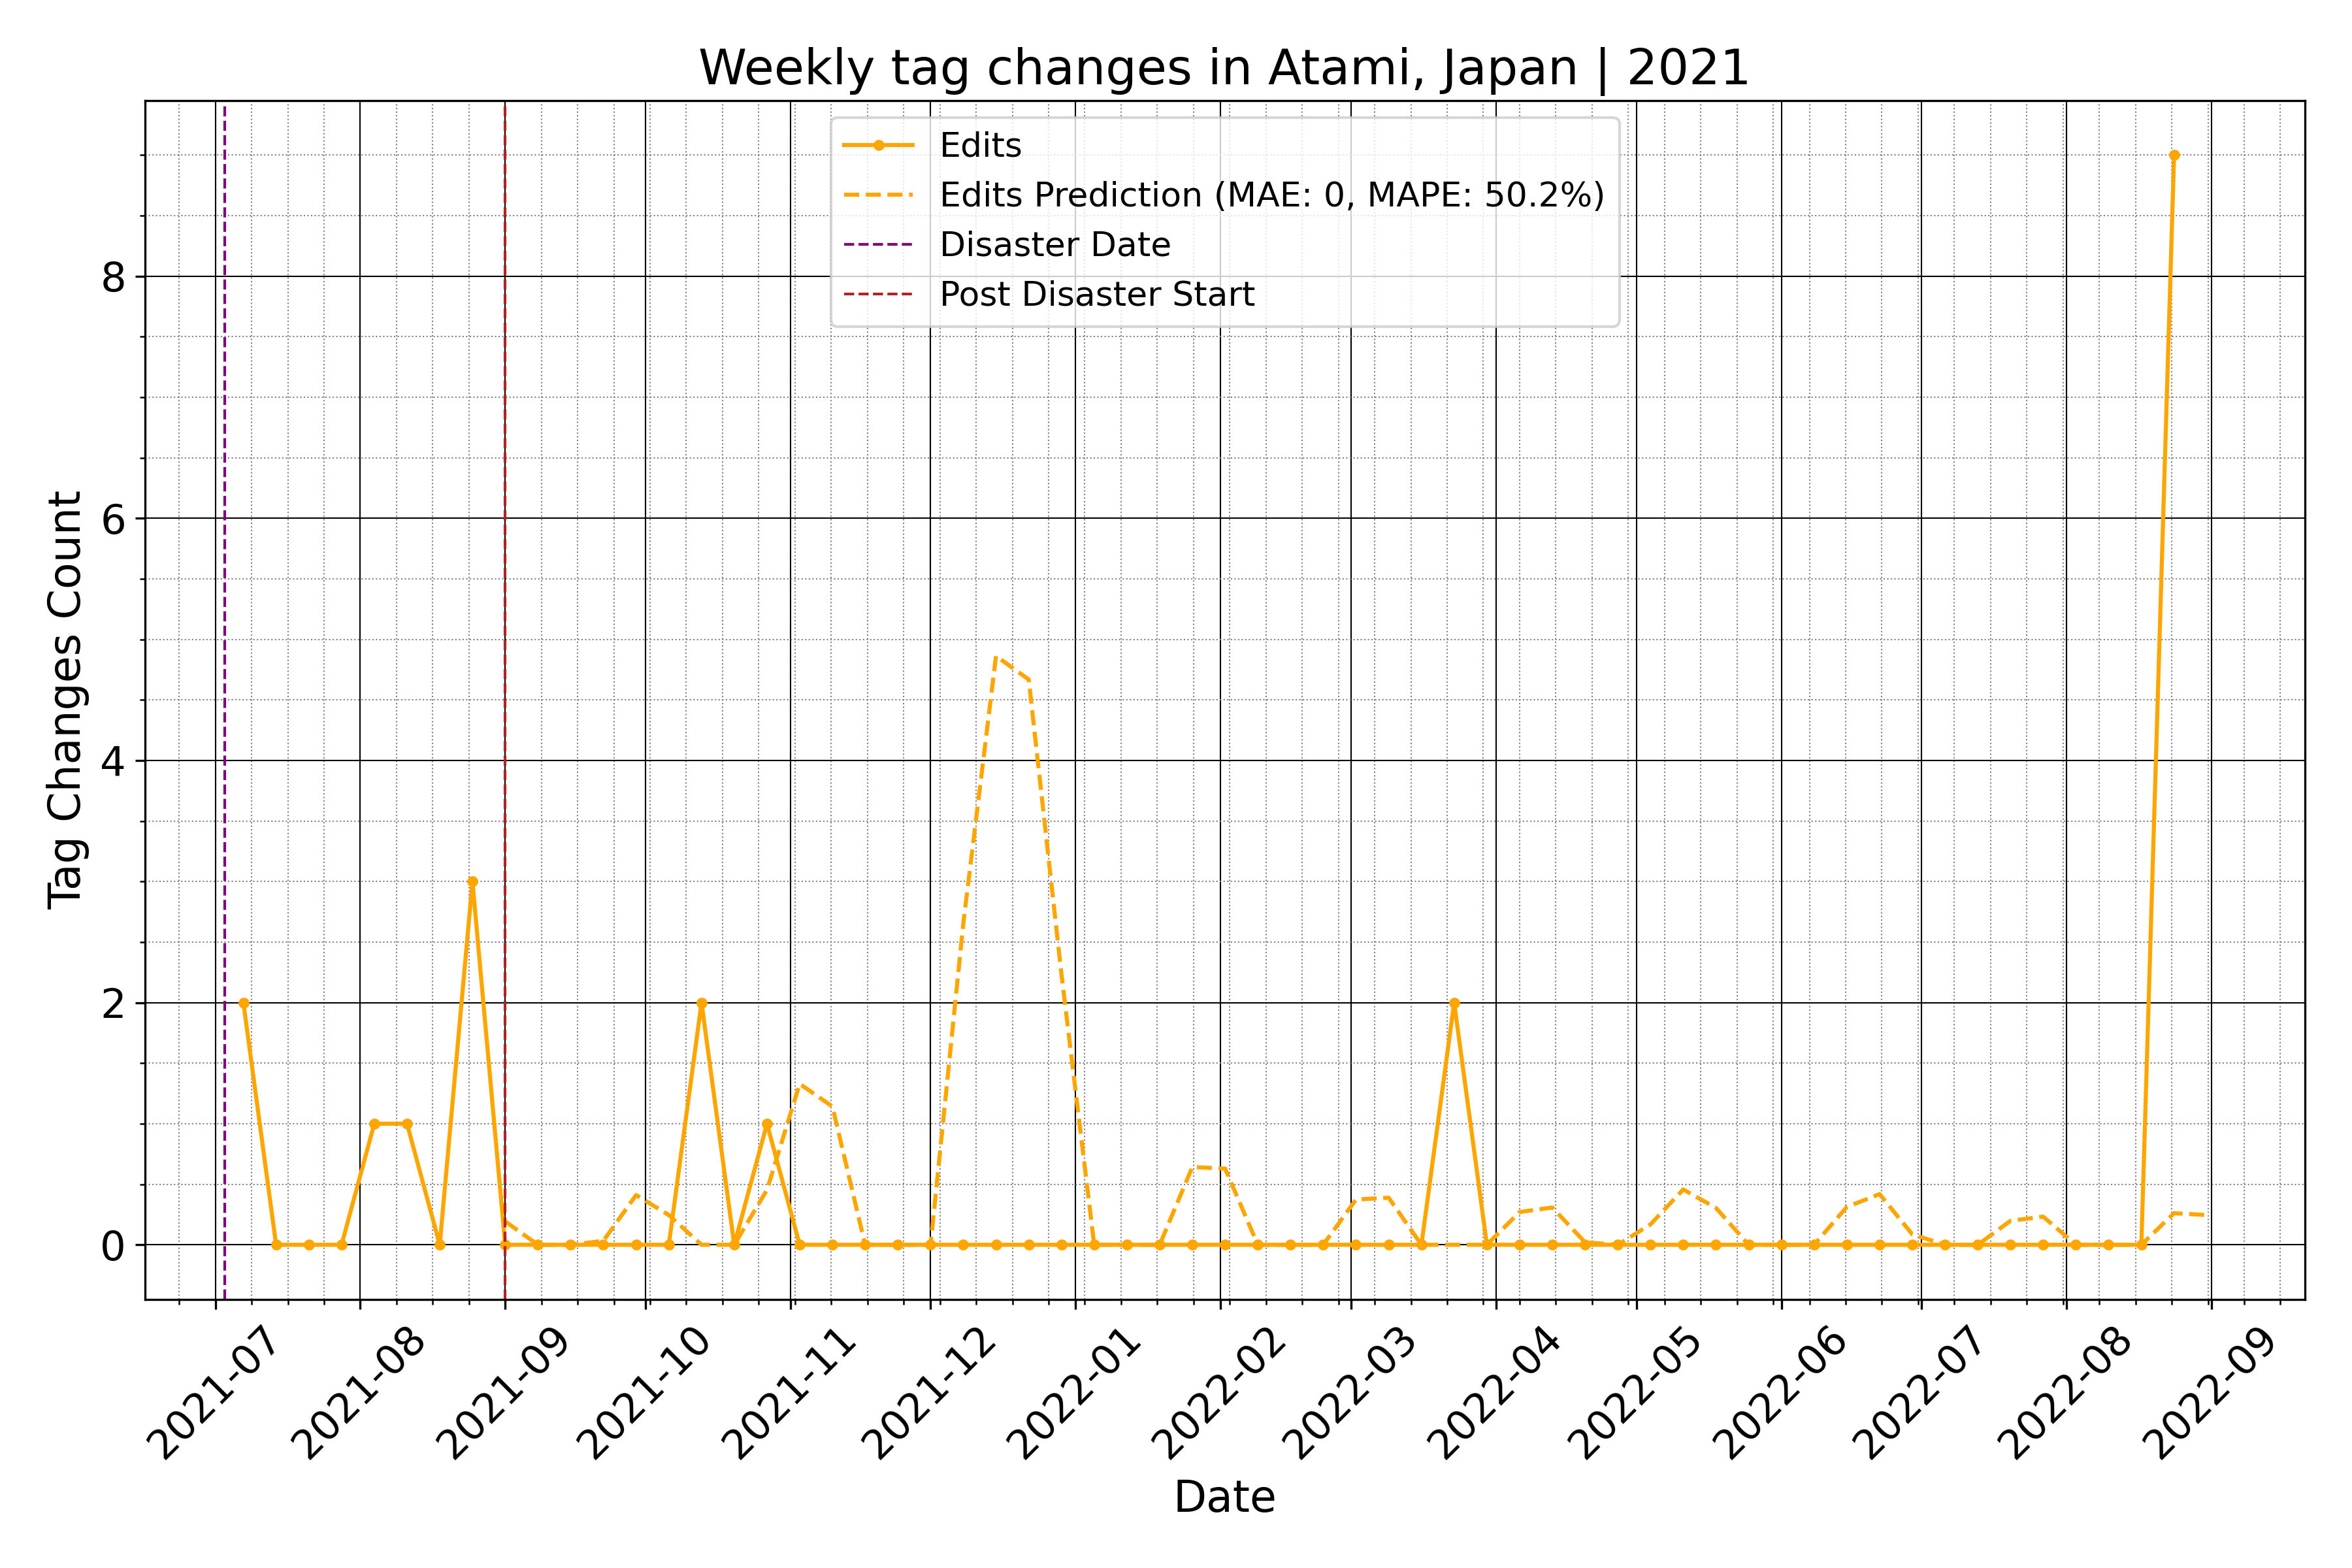 Weekly tag changes in Atami, Japan | 2021
Edits
Edits Prediction (MAE: 0, MAPE: 50.2%)
Disaster Date
Post Disaster Start
Tag Changes Count
8
6
4
2
0
2021-07
2021-08
2021-09
2021-10
2021-11
2021-12
2022-01
2022-02
2022-03
2022-04
2022-05
2022-06
2022-07
2022-08
2022-09
Date